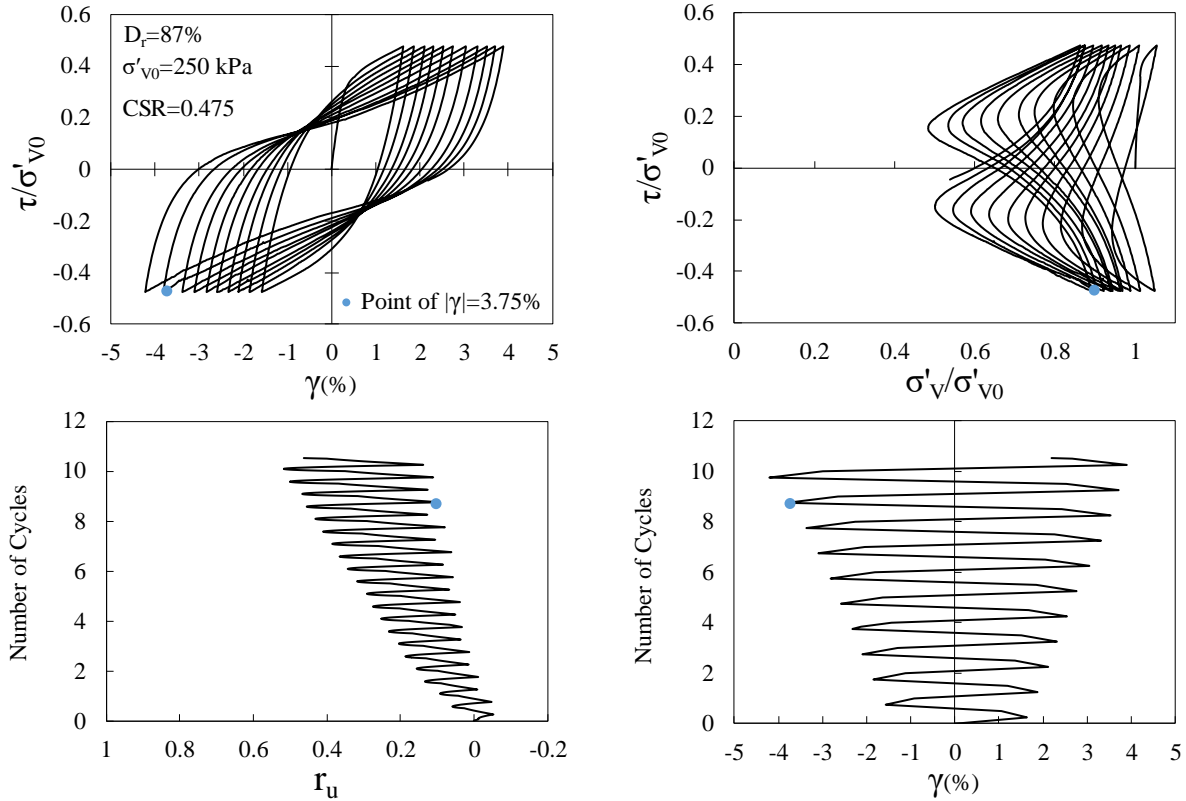 0.6
0.4
0.2
0
-0.2
-0.4
-0.6
τ/σ'V0
Dr=87%
σ'V0=250 kPa
CSR=0.475
Point of |γ|=3.75%
-5 -4 -3 -2 -1 0 1 2 3 4 5
γ(%)
0.6
0.4
0.2
0
-0.2
-0.4
-0.6
τ/σ'V0
0 0.2 0.4 0.6 0.8 1
σ'V/σ'V0
12
10
8
6
4
2
0
Number of Cycles
1 0.8 0.6 0.4 0.2 0 -0.2
ru
12
10
8
6
4
2
0
Number of Cycles
-5 -4 -3 -2 -1 0 1 2 3 4 5
γ(%)